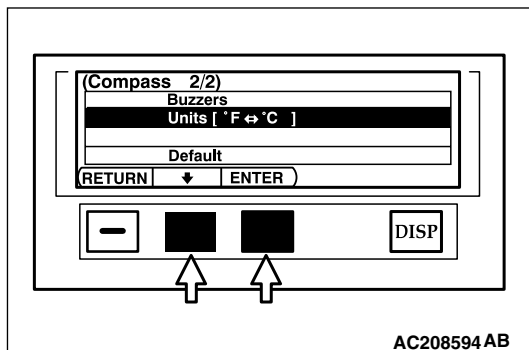 (Compass 2/2)
Buzzers
Units [ °F⇔°C ]
Default
(RETURN ↓ ENTER )
− DISP
AC208594 AB